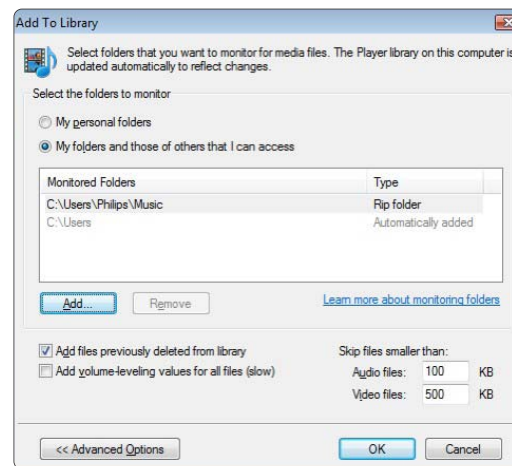 Add To Library
Select folders that you want to monitor for media files. The Player library on this computer is
updated automatically to reflect changes.
Select the folders to monitor
My personal folders
My folders and those of others that I can access
Monitored Folders Type
C:\Users\Philips\Music Rip folder
C:\Users Automatically added
Add... Remove Learn more about monitoring folders
Add files previously deleted from library Skip files smaller than:
Add volume-leveling values for all files (slow) Audio files: 100 KB
Video files: 500 KB
<< Advanced Options OK Cancel